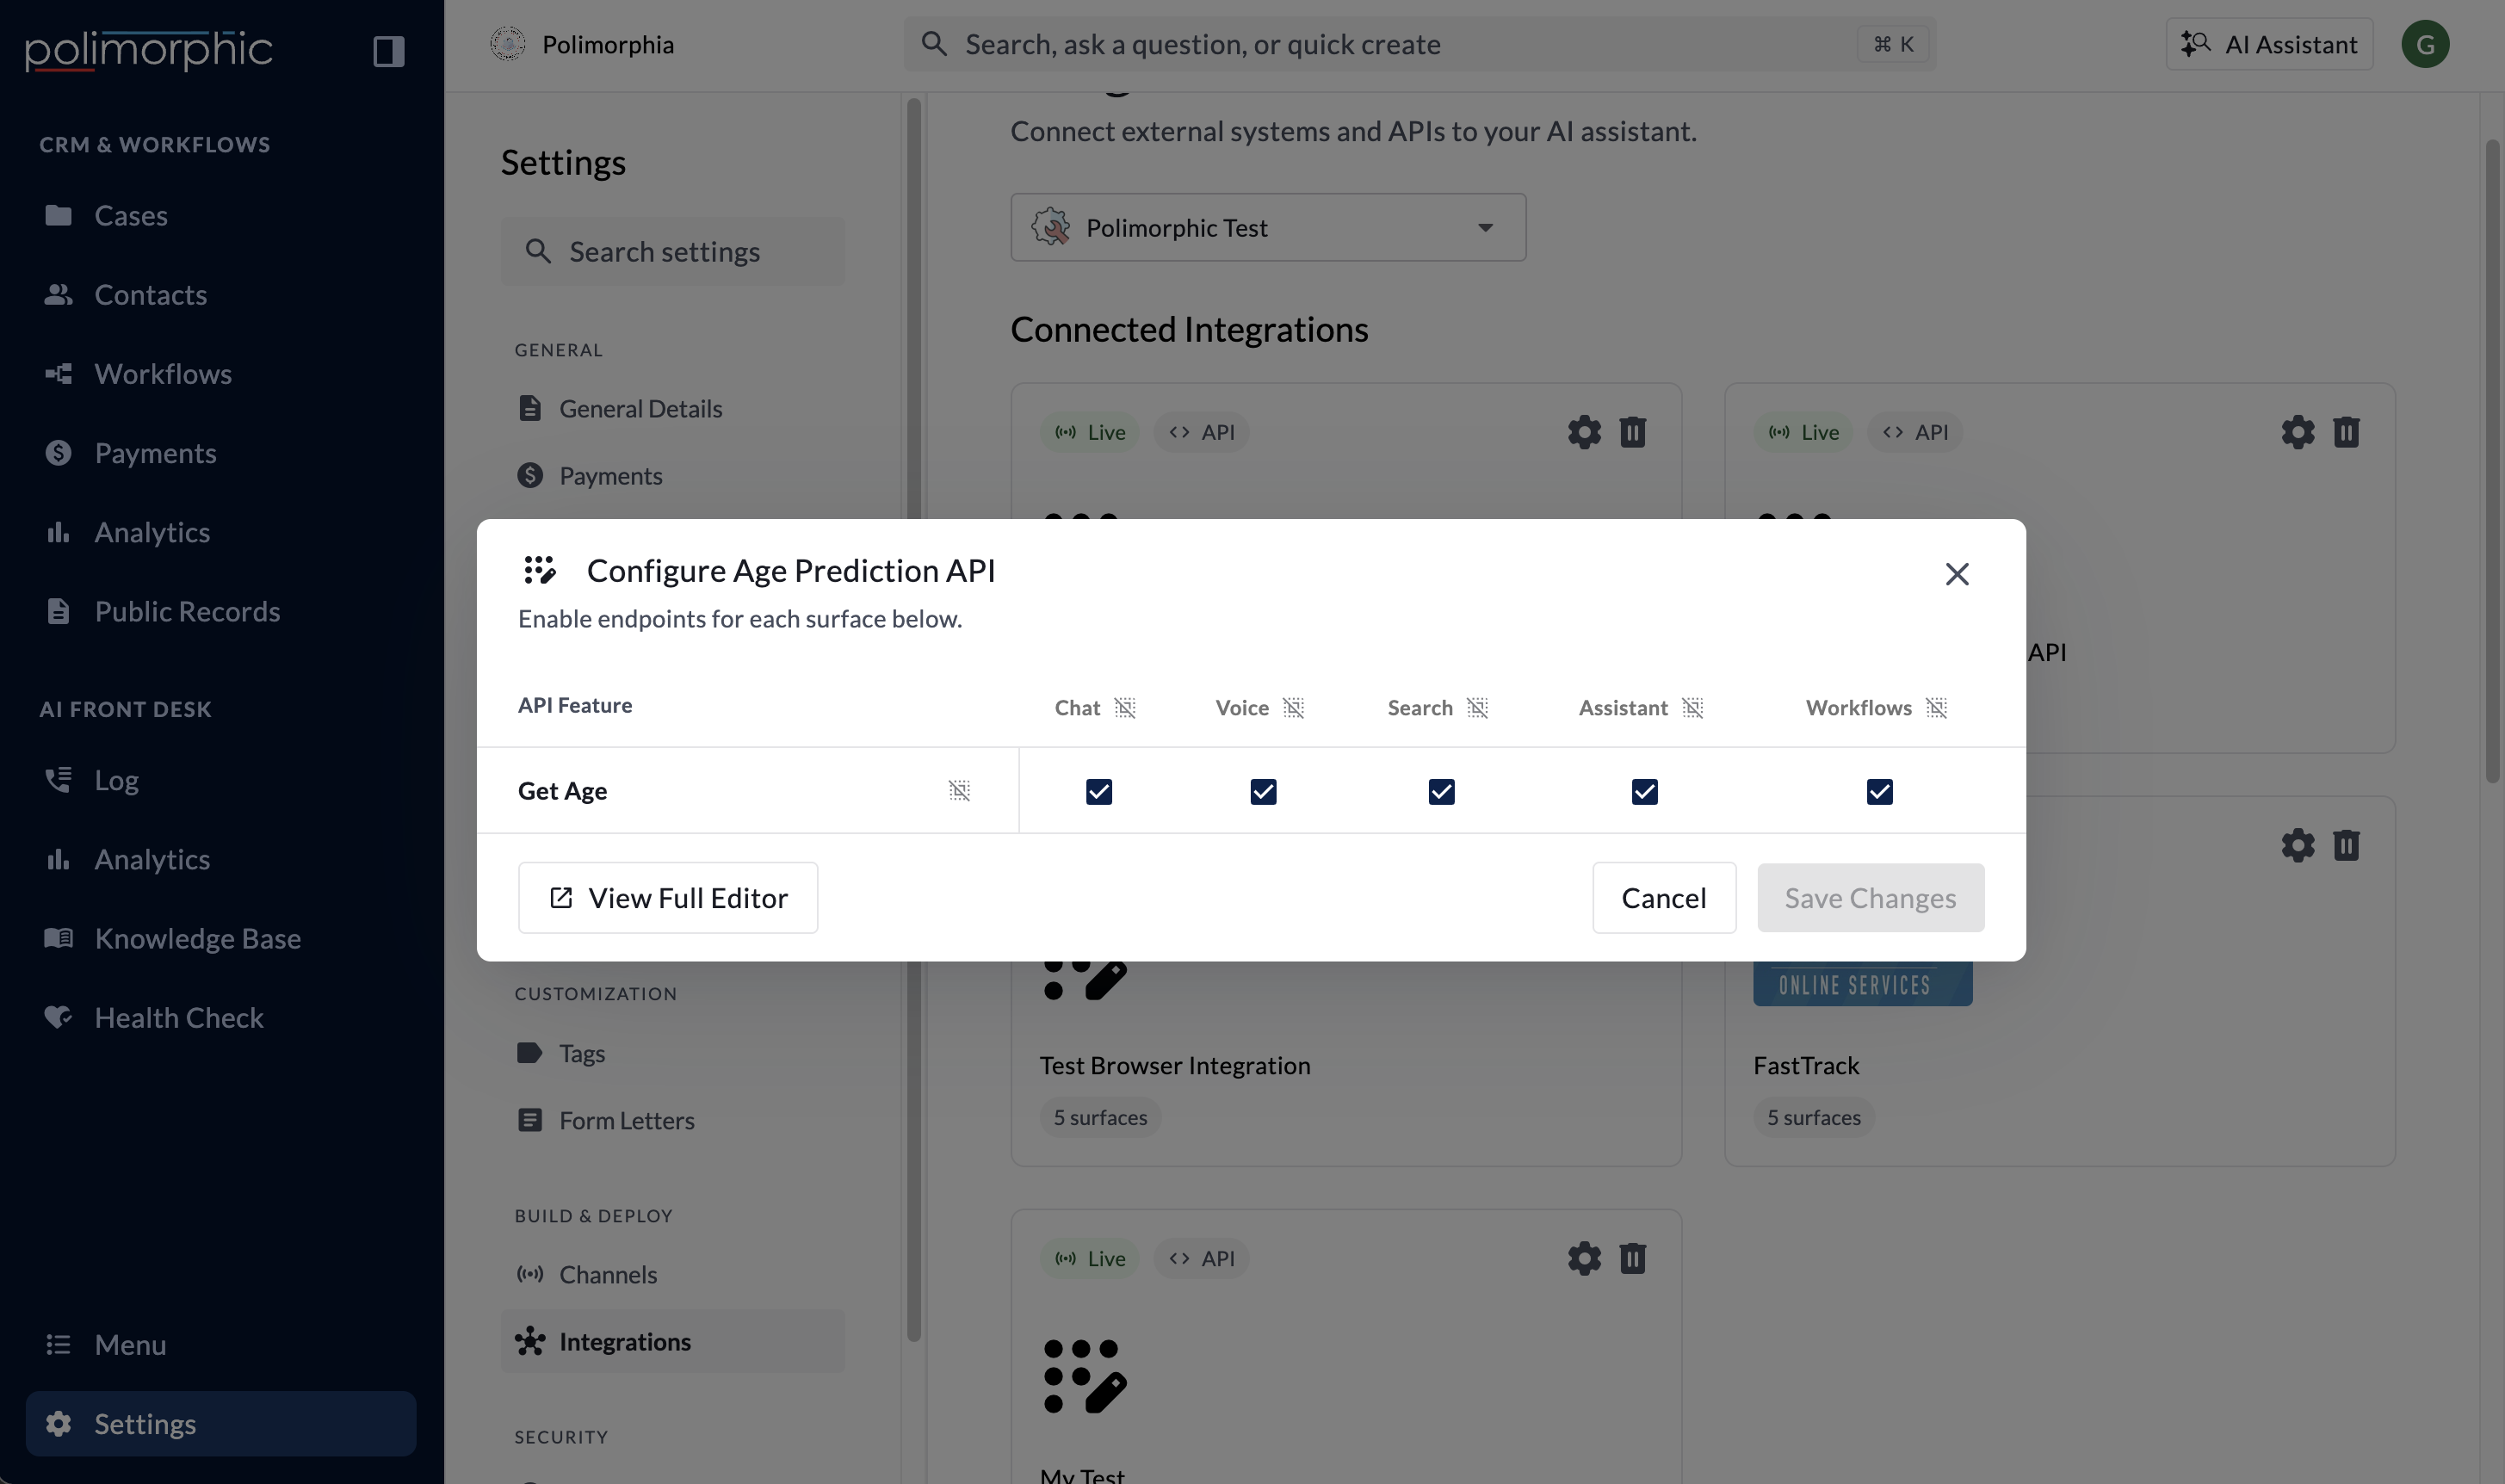 polimorphic
CRM & WORKFLOWS
Cases
Contacts
Workflows
Payments
Analytics
Public Records
AI FRONT DESK
Log
Analytics
Knowledge Base
Health Check
Menu
Settings
Polimorphia
Search, ask a question, or quick create
⌘ K
AI Assistant
G
Settings
Search settings
GENERAL
General Details
Payments
CUSTOMIZATION
Tags
Form Letters
BUILD & DEPLOY
Channels
Integrations
SECURITY
Connect external systems and APIs to your AI assistant.
Polimorphic Test
Connected Integrations
Live
<> API
Live
<> API
API
Configure Age Prediction API
Enable endpoints for each surface below.
API Feature
Chat
Voice
Search
Assistant
Workflows
Get Age
View Full Editor
Cancel
Save Changes
ONLINE SERVICES
Test Browser Integration
5 surfaces
FastTrack
5 surfaces
Live
<> API
My Test